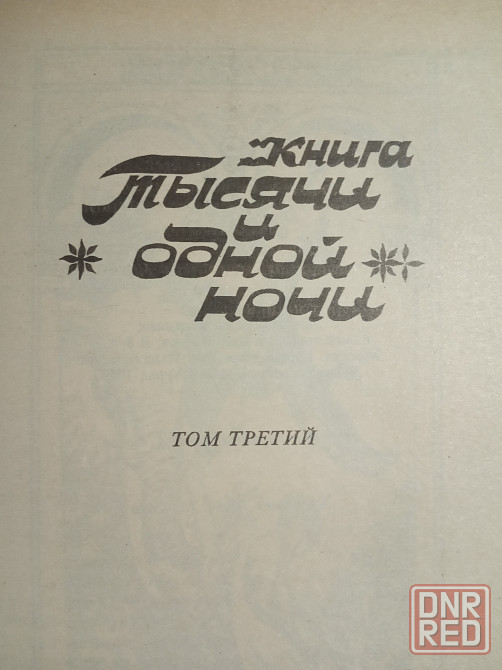 Книга
Тысячи
и
одной
ночи
ТОМ ТРЕТИЙ
DNR
RED